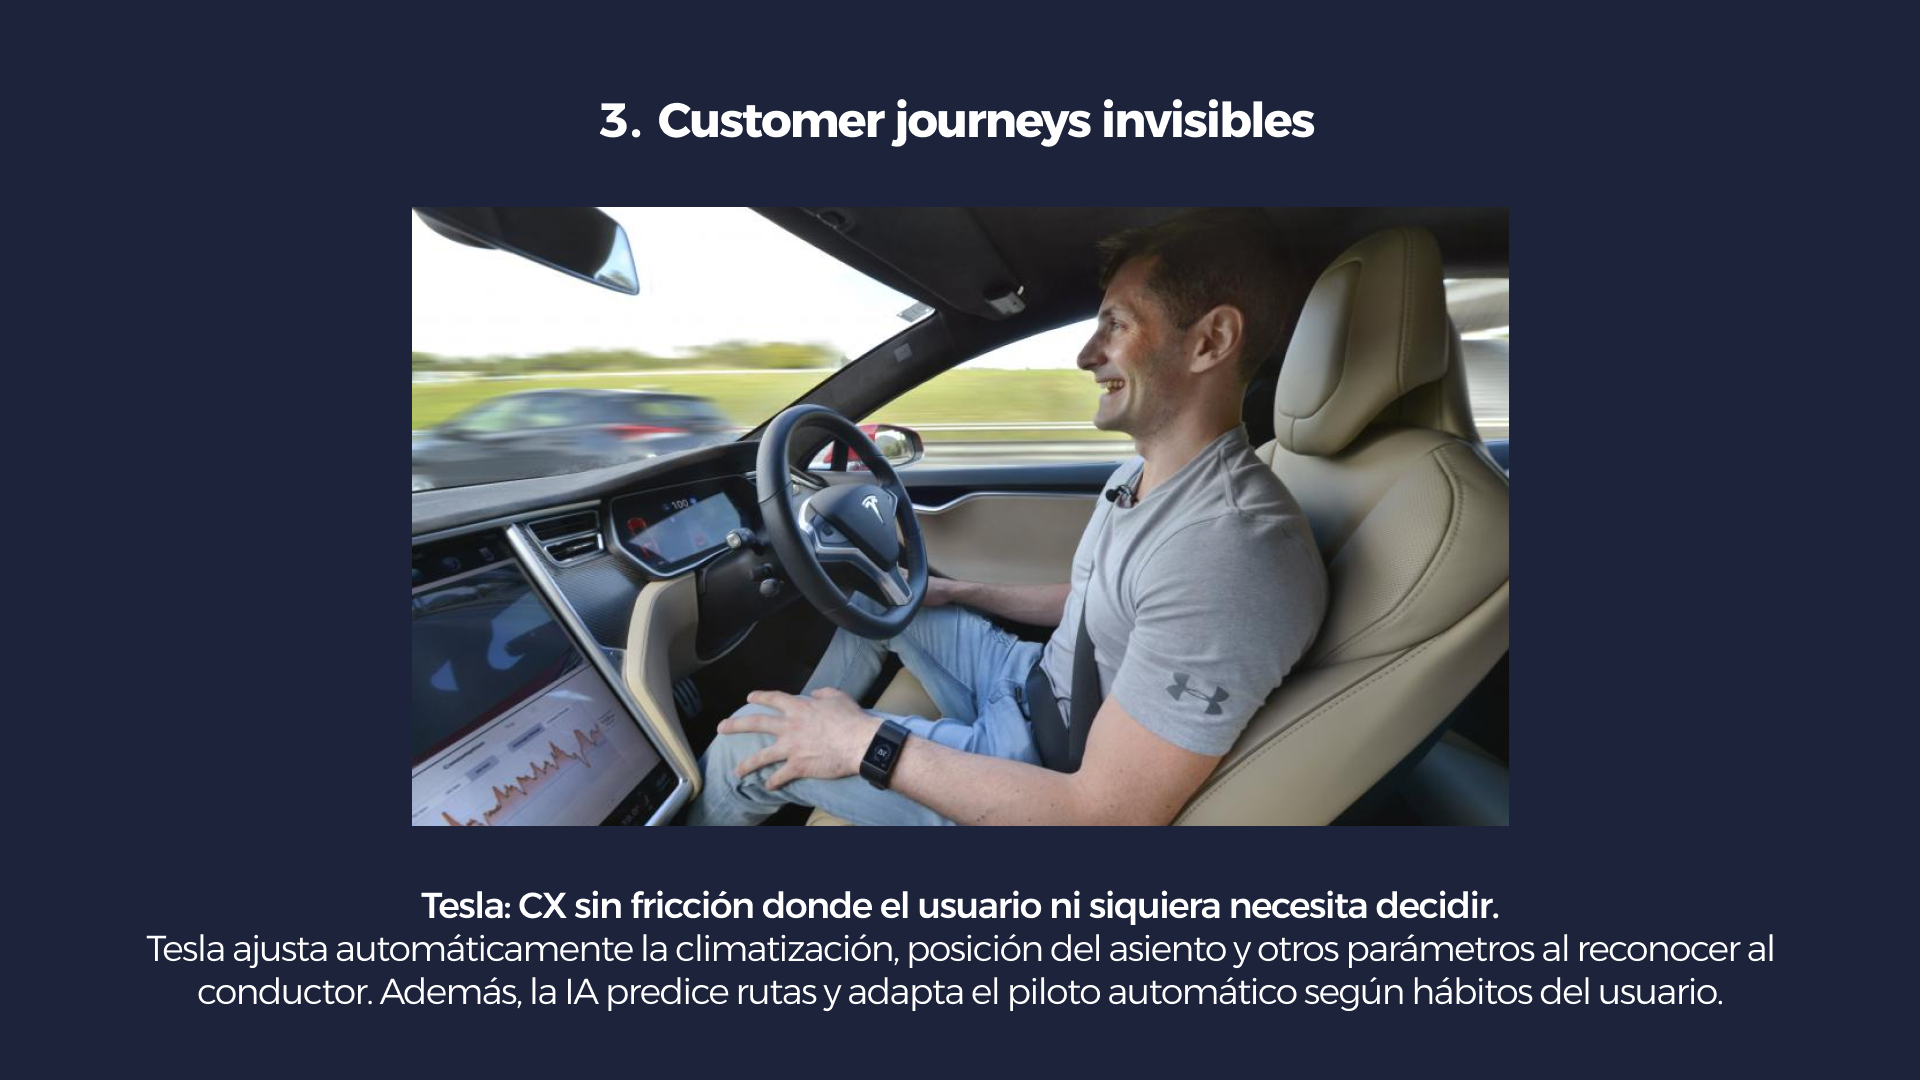 3. Customer journeys invisibles
100
Tesla: CX sin fricción donde el usuario ni siquiera necesita decidir.
Tesla ajusta automáticamente la climatización, posición del asiento y otros parámetros al reconocer al
conductor. Además, la IA predice rutas y adapta el piloto automático según hábitos del usuario.